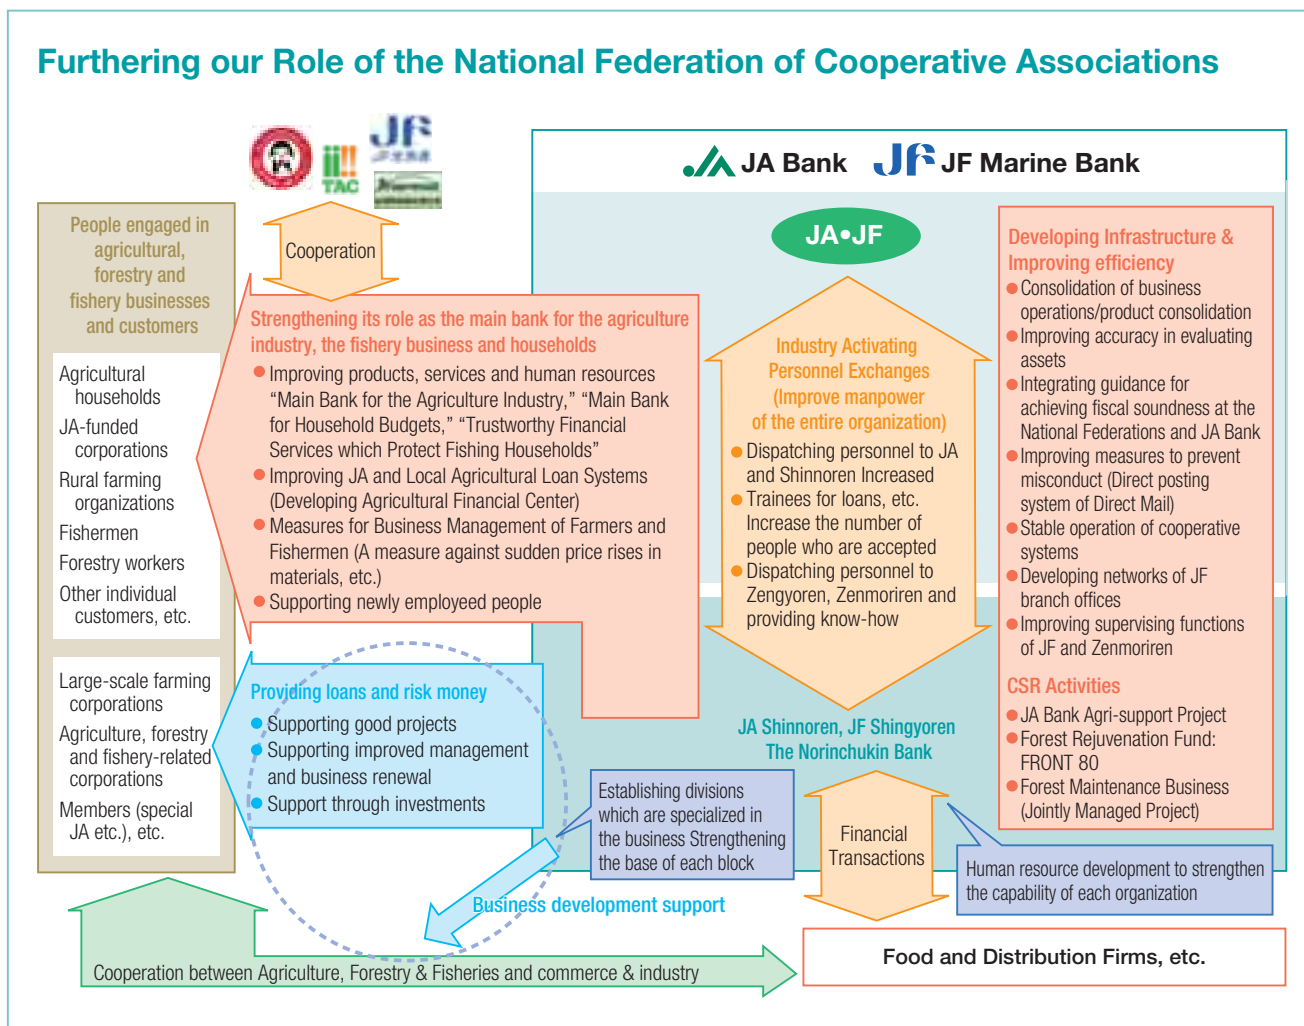 Furthering our Role of the National Federation of Cooperative Associations
JF
TAC
JA Bank
JF Marine Bank
People engaged in
agricultural,
forestry and
fishery businesses
and customers
Agricultural
households
JA-funded
corporations
Rural farming
organizations
Fishermen
Forestry workers
Other individual
customers, etc.
Large-scale farming
corporations
Agriculture, forestry
and fishery-related
corporations
Members (special
JA etc.), etc.
Cooperation
Strengthening its role as the main bank for the agriculture
industry, the fishery business and households
● Improving products, services and human resources
“Main Bank for the Agriculture Industry,” “Main Bank
for Household Budgets,” “Trustworthy Financial
Services which Protect Fishing Households”
● Improving JA and Local Agricultural Loan Systems
(Developing Agricultural Financial Center)
● Measures for Business Management of Farmers and
Fishermen (A measure against sudden price rises in
materials, etc.)
● Supporting newly employeed people
Providing loans and risk money
● Supporting good projects
● Supporting improved management
and business renewal
● Support through investments
JA•JF
Industry Activating
Personnel Exchanges
(Improve manpower
of the entire organization)
● Dispatching personnel to JA
and Shinnoren Increased
● Trainees for loans, etc.
Increase the number of
people who are accepted
● Dispatching personnel to
Zengyoren, Zenmoriren and
providing know-how
JA Shinnoren, JF Shingyoren
The Norinchukin Bank
Developing Infrastructure &
Improving efficiency
● Consolidation of business
operations/product consolidation
● Improving accuracy in evaluating
assets
● Integrating guidance for
achieving fiscal soundness at the
National Federations and JA Bank
● Improving measures to prevent
misconduct (Direct posting
system of Direct Mail)
● Stable operation of cooperative
systems
● Developing networks of JF
branch offices
● Improving supervising functions
of JF and Zenmoriren
CSR Activities
● JA Bank Agri-support Project
● Forest Rejuvenation Fund:
FRONT 80
● Forest Maintenance Business
(Jointly Managed Project)
Establishing divisions
which are specialized in
the business Strengthening
the base of each block
Financial
Transactions
Human resource development to strengthen
the capability of each organization
Business development support
Cooperation between Agriculture, Forestry & Fisheries and commerce & industry
Food and Distribution Firms, etc.